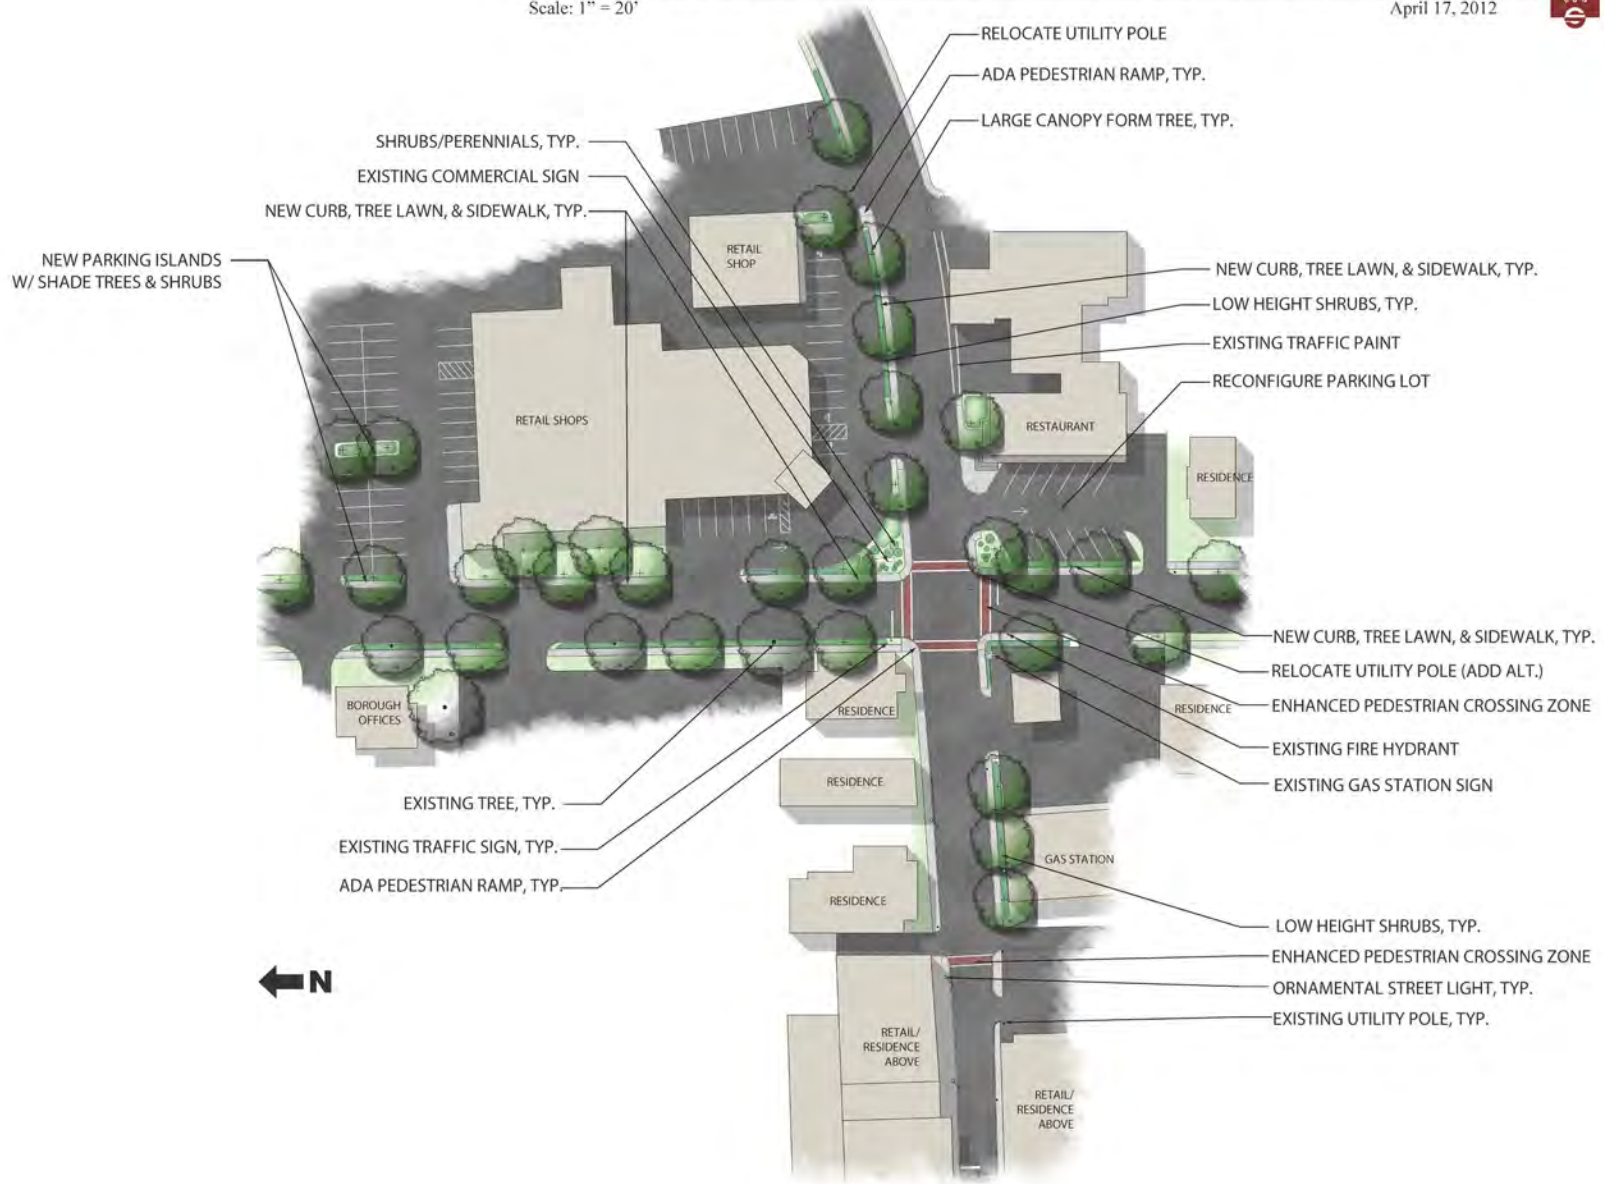 Scale: 1” = 20’
April 17, 2012
RELOCATE UTILITY POLE
ADA PEDESTRIAN RAMP, TYP.
LARGE CANOPY FORM TREE, TYP.
SHRUBS/PERENNIALS, TYP.
EXISTING COMMERCIAL SIGN
NEW CURB, TREE LAWN, & SIDEWALK, TYP.
NEW PARKING ISLANDS
W/ SHADE TREES & SHRUBS
RETAIL
SHOP
NEW CURB, TREE LAWN, & SIDEWALK, TYP.
LOW HEIGHT SHRUBS, TYP.
EXISTING TRAFFIC PAINT
RECONFIGURE PARKING LOT
RETAIL SHOPS
RESTAURANT
RESIDENCE
NEW CURB, TREE LAWN, & SIDEWALK, TYP.
RELOCATE UTILITY POLE (ADD ALT.)
ENHANCED PEDESTRIAN CROSSING ZONE
EXISTING FIRE HYDRANT
EXISTING GAS STATION SIGN
BOROUGH
OFFICES
RESIDENCE
RESIDENCE
RESIDENCE
EXISTING TREE, TYP.
EXISTING TRAFFIC SIGN, TYP.
ADA PEDESTRIAN RAMP, TYP.
GAS STATION
RESIDENCE
LOW HEIGHT SHRUBS, TYP.
ENHANCED PEDESTRIAN CROSSING ZONE
ORNAMENTAL STREET LIGHT, TYP.
EXISTING UTILITY POLE, TYP.
N
RETAIL/
RESIDENCE
ABOVE
RETAIL/
RESIDENCE
ABOVE